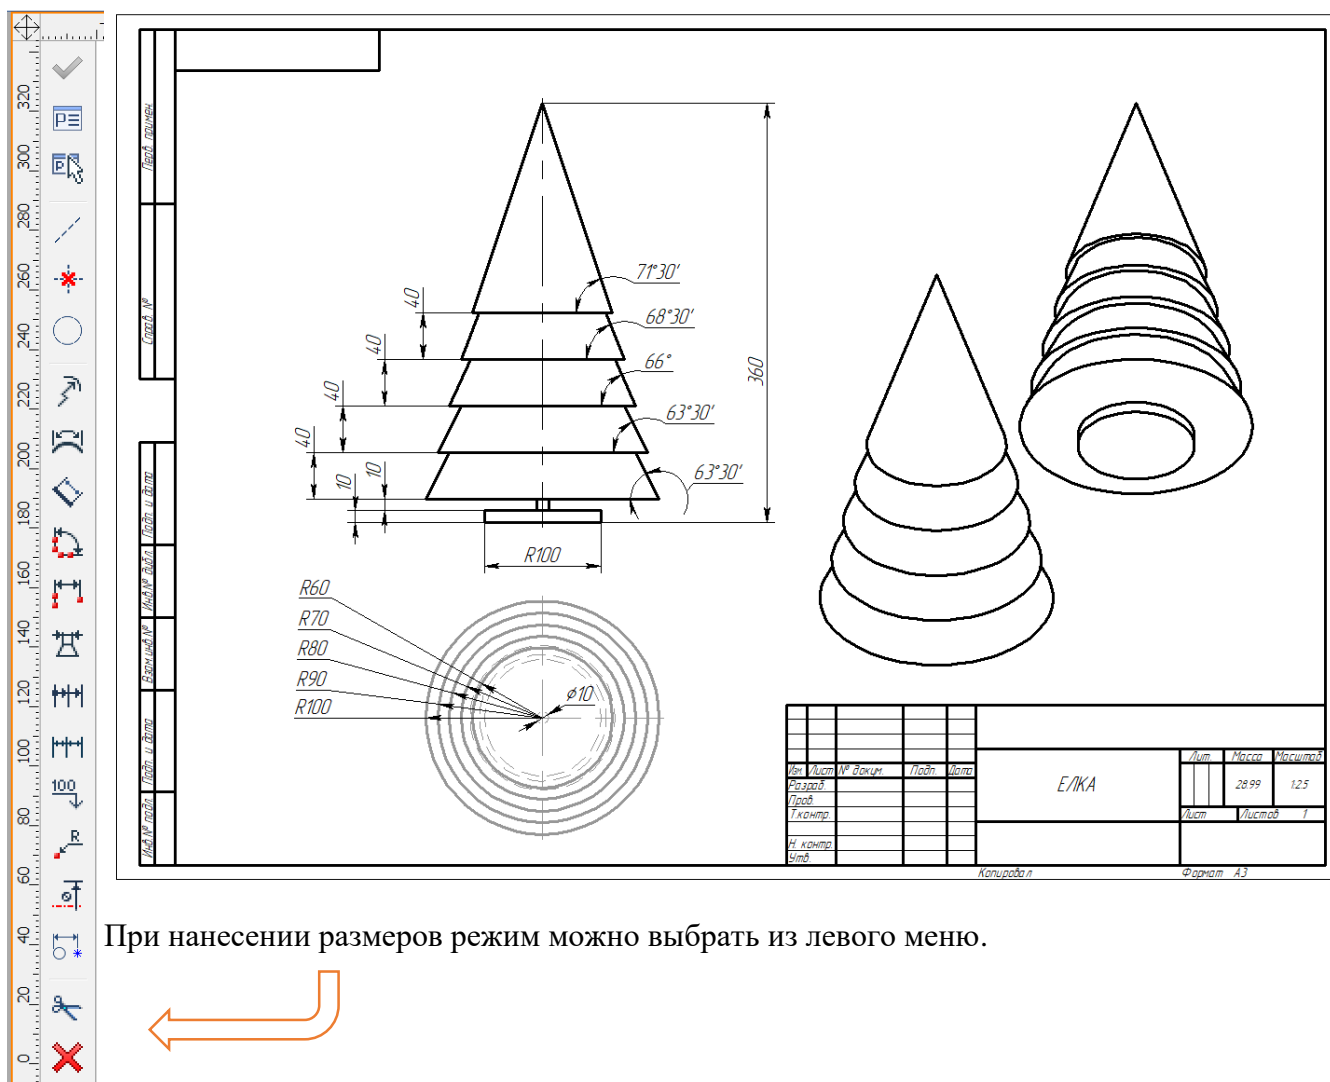 320
300
280
260
240
220
200
180
160
140
120
100
80
60
40
20
0
100
R
Перв. примен.
Справ. №
Подп. и дата
Инв.№ дубл.
Взам.инв.№
Подп. и дата
Инв.№ подл.
71°30'
68°30'
66°
63°30'
63°30'
40
40
40
40
10
10
360
R100
R60
R70
R80
R90
R100
⌀10
Изм. Лист № докум. Подп. Дата
Разраб.
Пров.
Т.контр.
Н. контр.
Утв.
ЕЛКА
Лит. Масса Масштаб
28.99 1:2.5
Лист Листов 1
Копировал Формат А3
При нанесении размеров режим можно выбрать из левого меню.